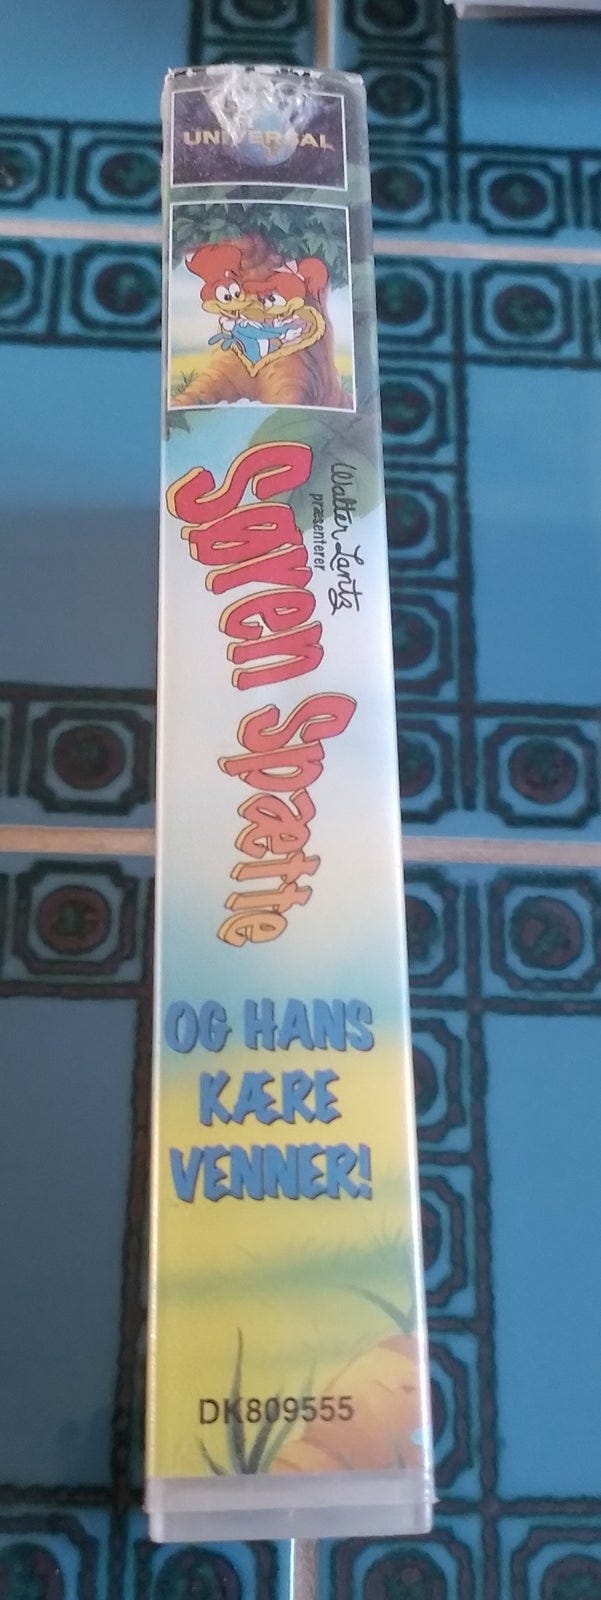 UNIVERSAL
Walter Lantz
præsenterer
Søren Spætte
OG HANS
KÆRE
VENNER!
DK809555